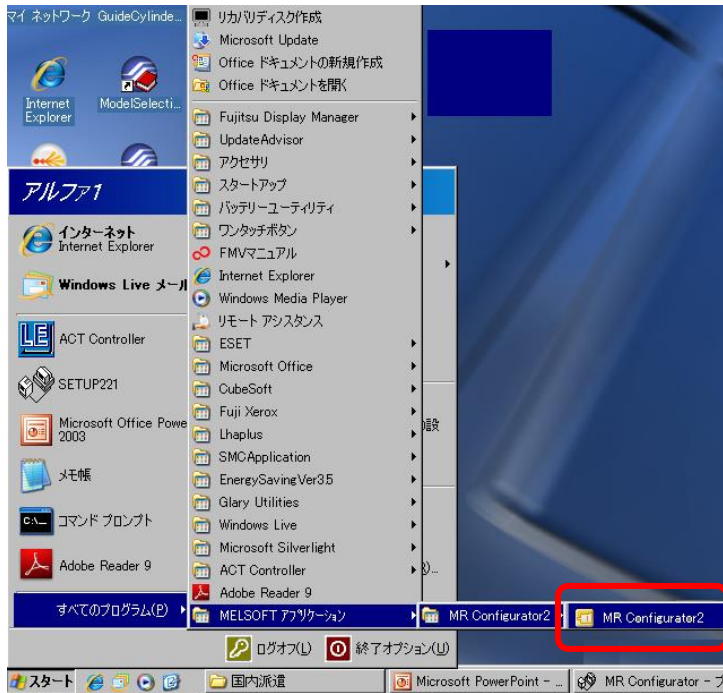 マイ ネットワーク GuideCylinde...
Internet Explorer
ModelSelecti...
アルファ1
インターネット
Internet Explorer
Windows Live メール
ACT Controller
SETUP221
Microsoft Office Powe
2003
メモ帳
コマンド プロンプト
Adobe Reader 9
すべてのプログラム(P)
リカバリディスク作成
Microsoft Update
Office ドキュメントの新規作成
Office ドキュメントを開く
Fujitsu Display Manager
UpdateAdvisor
アクセサリ
スタートアップ
バッテリーユーティリティ
ワンタッチボタン
FMVマニュアル
Internet Explorer
Windows Media Player
リモート アシスタンス
ESET
Microsoft Office
CubeSoft
Fuji Xerox
Lhaplus
SMCApplication
EnergySavingVer3.5
Glary Utilities
Windows Live
Microsoft Silverlight
ACT Controller
Adobe Reader 9
MELSOFT アプリケーション
MR Configurator2
MR Configurator2
ログオフ(L)
終了オプション(U)
スタート
国内派遣
Microsoft PowerPoint - ...
MR Configurator - プ